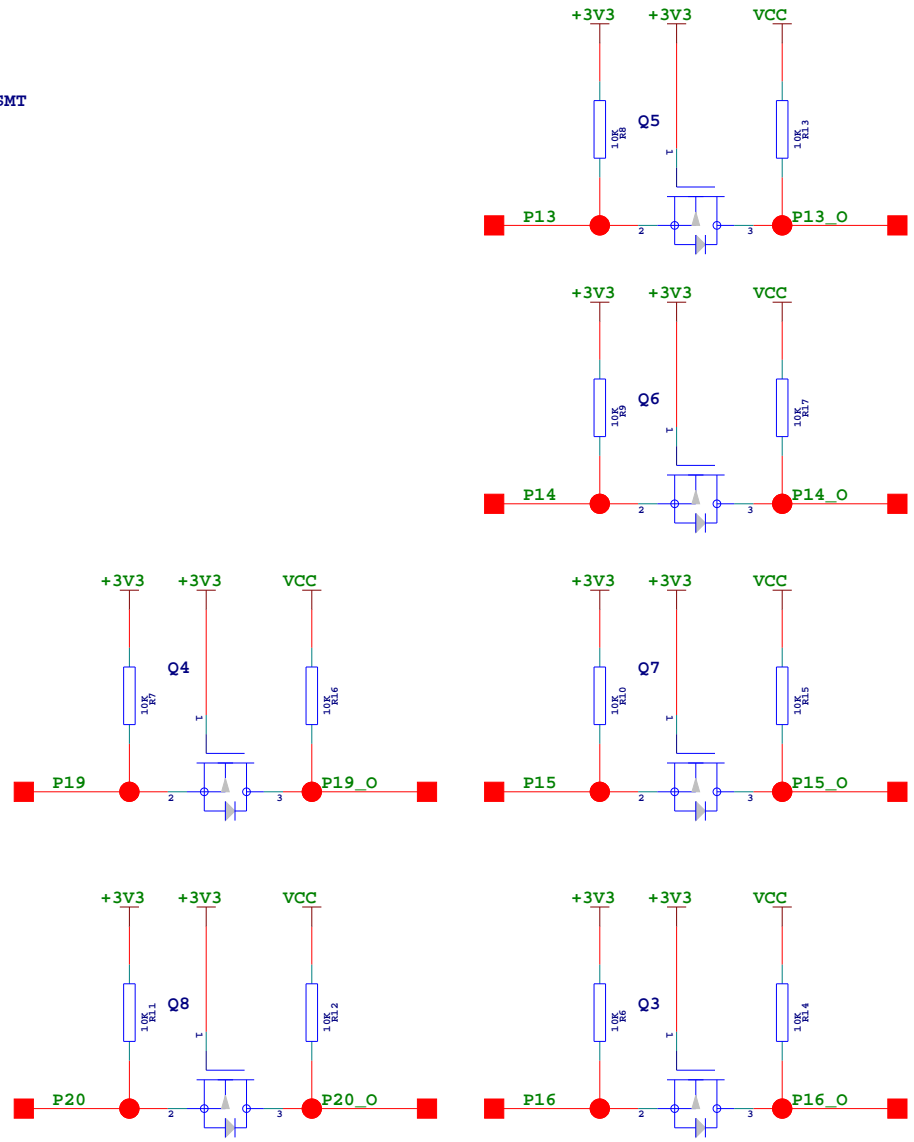 +3V3 +3V3 VCC
SMT
Q5
10K R8
10K R13
1
P13
2
3
P13_O
+3V3 +3V3 VCC
Q6
10K R9
10K R17
1
P14
2
3
P14_O
+3V3 +3V3 VCC
Q4
10K R7
10K R16
1
P19
2
3
P19_O
+3V3 +3V3 VCC
Q7
10K R10
10K R15
1
P15
2
3
P15_O
+3V3 +3V3 VCC
Q8
10K R11
10K R12
1
P20
2
3
P20_O
+3V3 +3V3 VCC
Q3
10K R6
10K R14
1
P16
2
3
P16_O